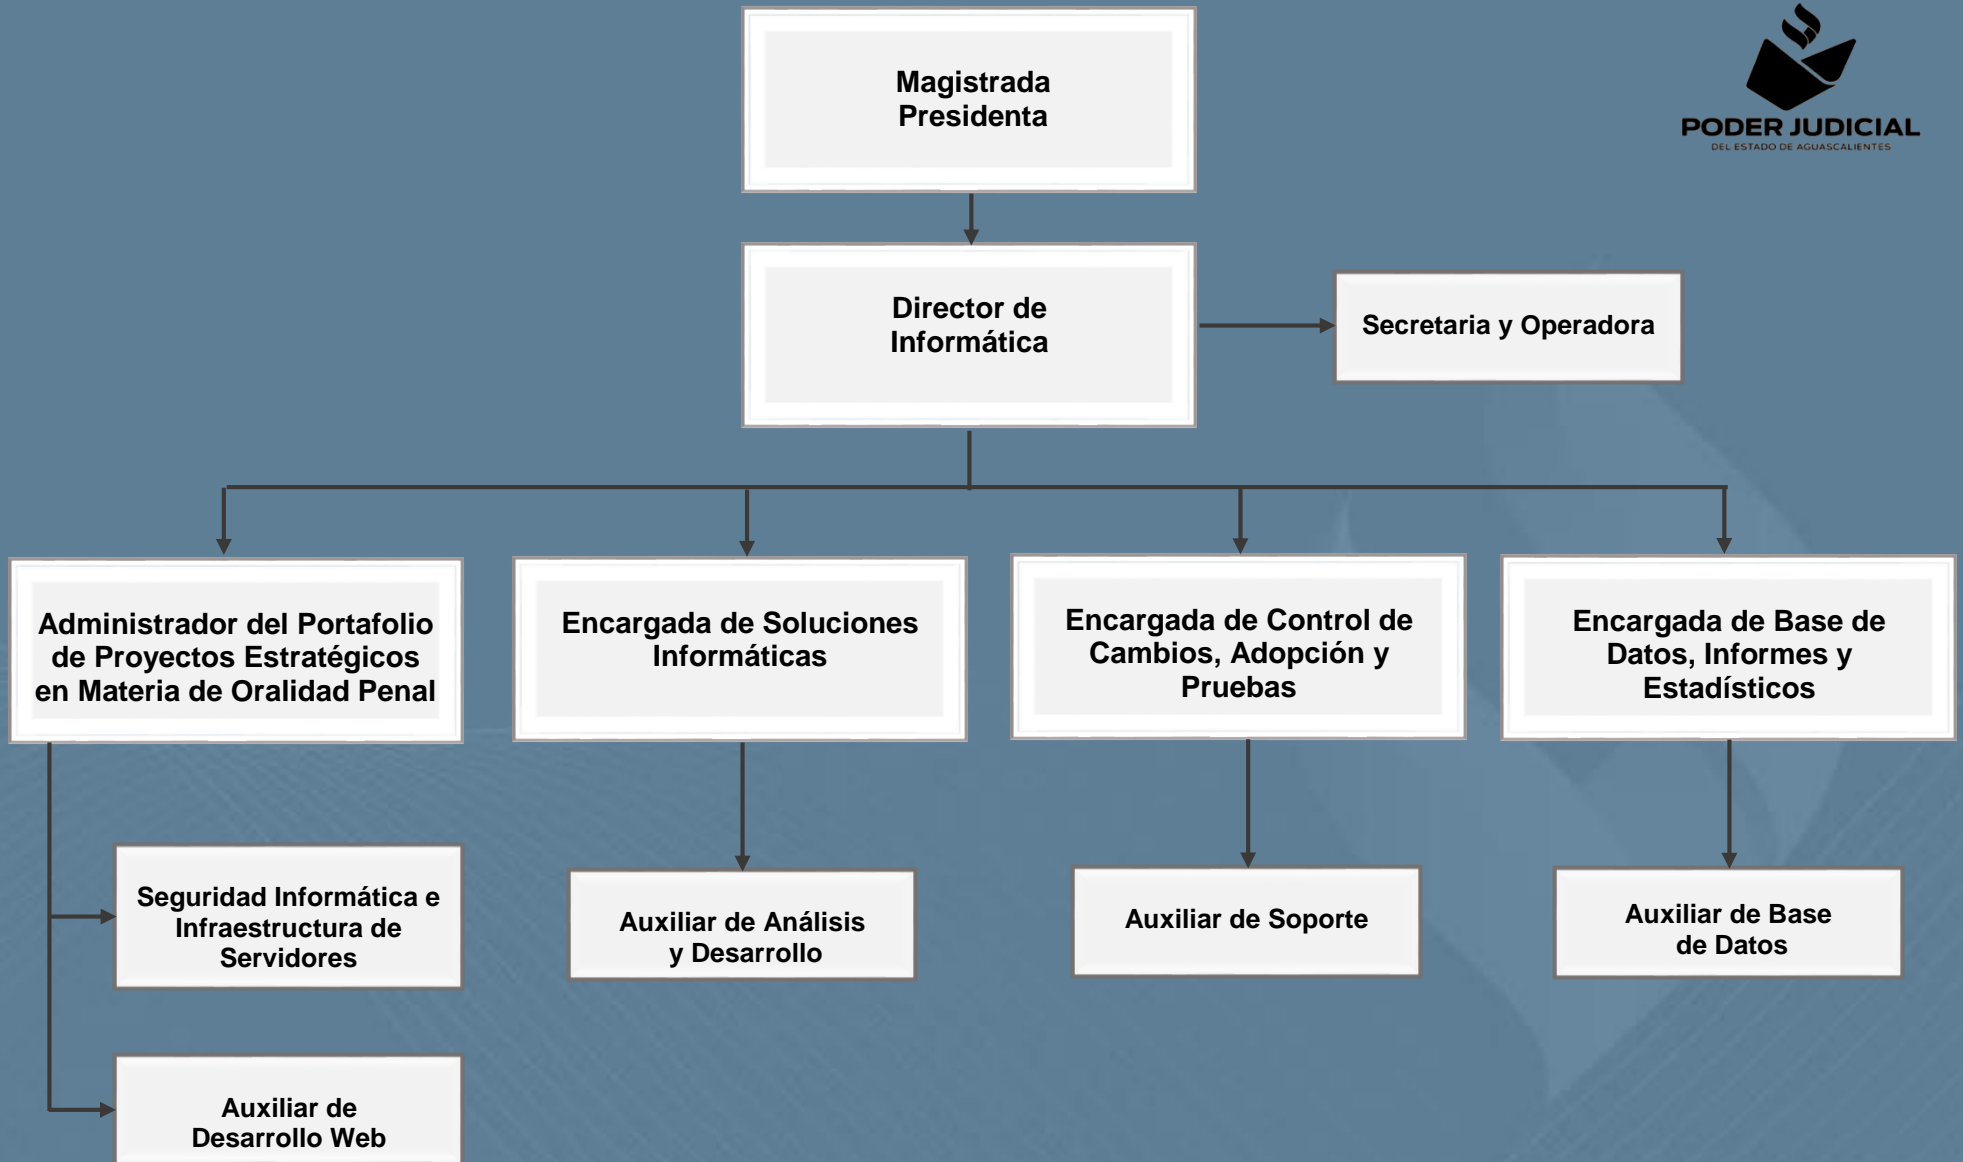 Magistrada
Presidenta
PODER JUDICIAL
DEL ESTADO DE AGUASCALIENTES
Director de
Informática
Secretaria y Operadora
Administrador del Portafolio
de Proyectos Estratégicos
en Materia de Oralidad Penal
Encargada de Soluciones
Informáticas
Encargada de Control de
Cambios, Adopción y
Pruebas
Encargada de Base de
Datos, Informes y
Estadísticos
Seguridad Informática e
Infraestructura de
Servidores
Auxiliar de Análisis
y Desarrollo
Auxiliar de Soporte
Auxiliar de Base
de Datos
Auxiliar de
Desarrollo Web